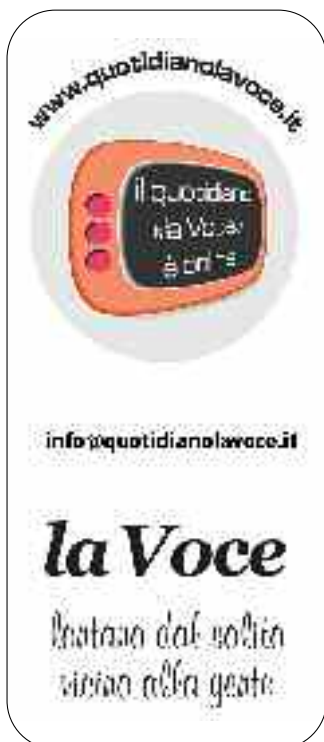 www.quotidianolavoce.it
il quotidiano
«la Voce»
è online
info@quotidianolavoce.it
la Voce
lontano dal solito
vicino alla gente